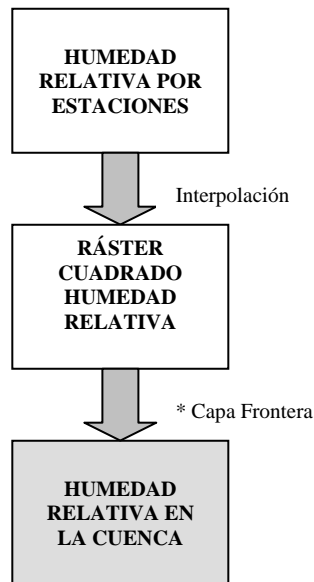 HUMEDAD
RELATIVA POR
ESTACIONES
Interpolación
RÁSTER
CUADRADO
HUMEDAD
RELATIVA
* Capa Frontera
HUMEDAD
RELATIVA EN
LA CUENCA